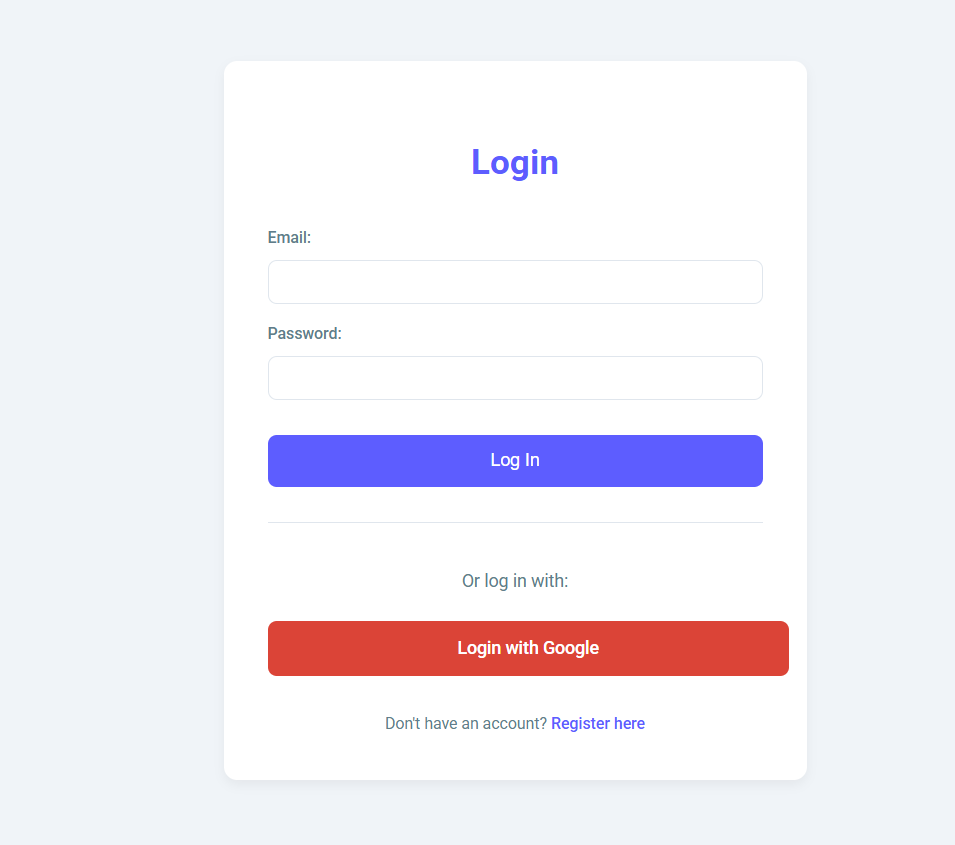 Login
Email:
Password:
Log In
Or log in with:
Login with Google
Don't have an account? Register here